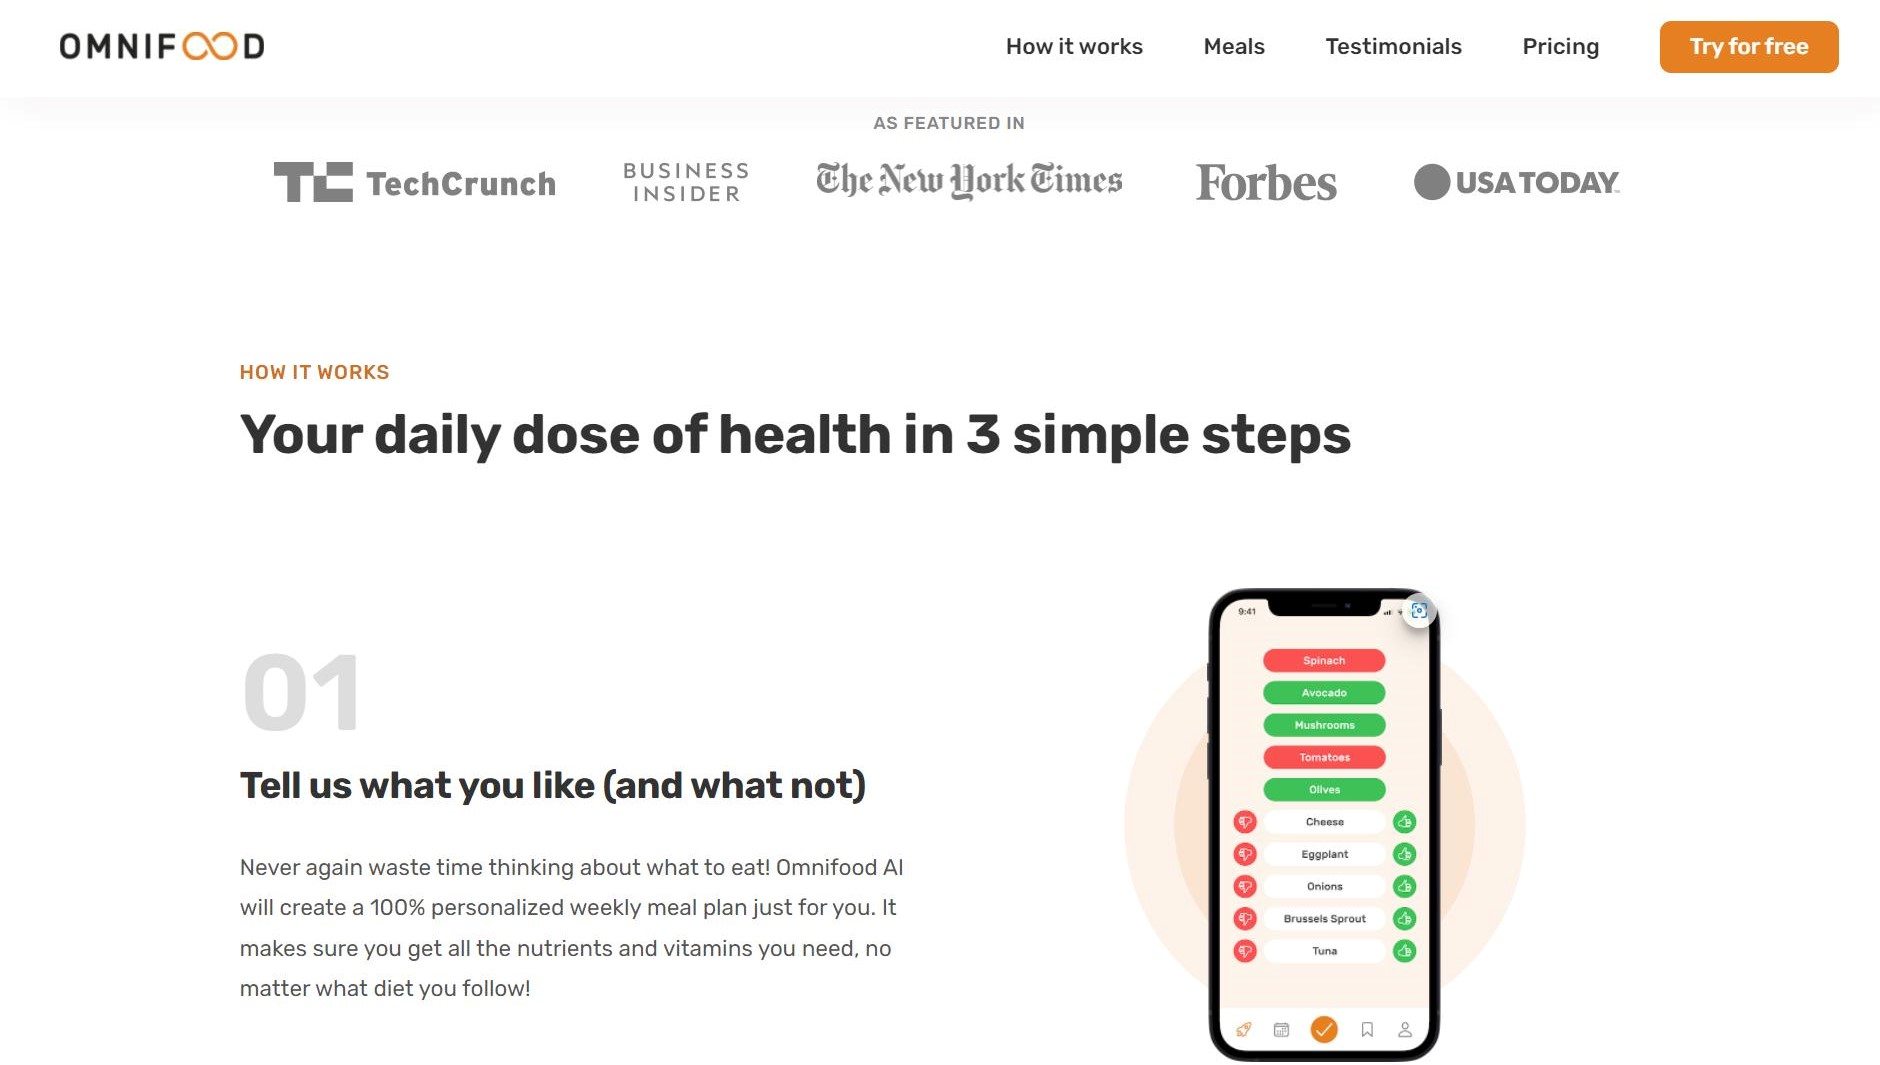 OMNIFOOD
How it works
Meals
Testimonials
Pricing
Try for free
AS FEATURED IN
TC TechCrunch
BUSINESS
INSIDER
The New York Times
Forbes
USA TODAY
HOW IT WORKS
Your daily dose of health in 3 simple steps
01
Tell us what you like (and what not)
Never again waste time thinking about what to eat! Omnifood AI
will create a 100% personalized weekly meal plan just for you. It
makes sure you get all the nutrients and vitamins you need, no
matter what diet you follow!
9:41
Spinach
Avocado
Mushrooms
Tomatoes
Olives
Cheese
Eggplant
Onions
Brussels Sprout
Tuna